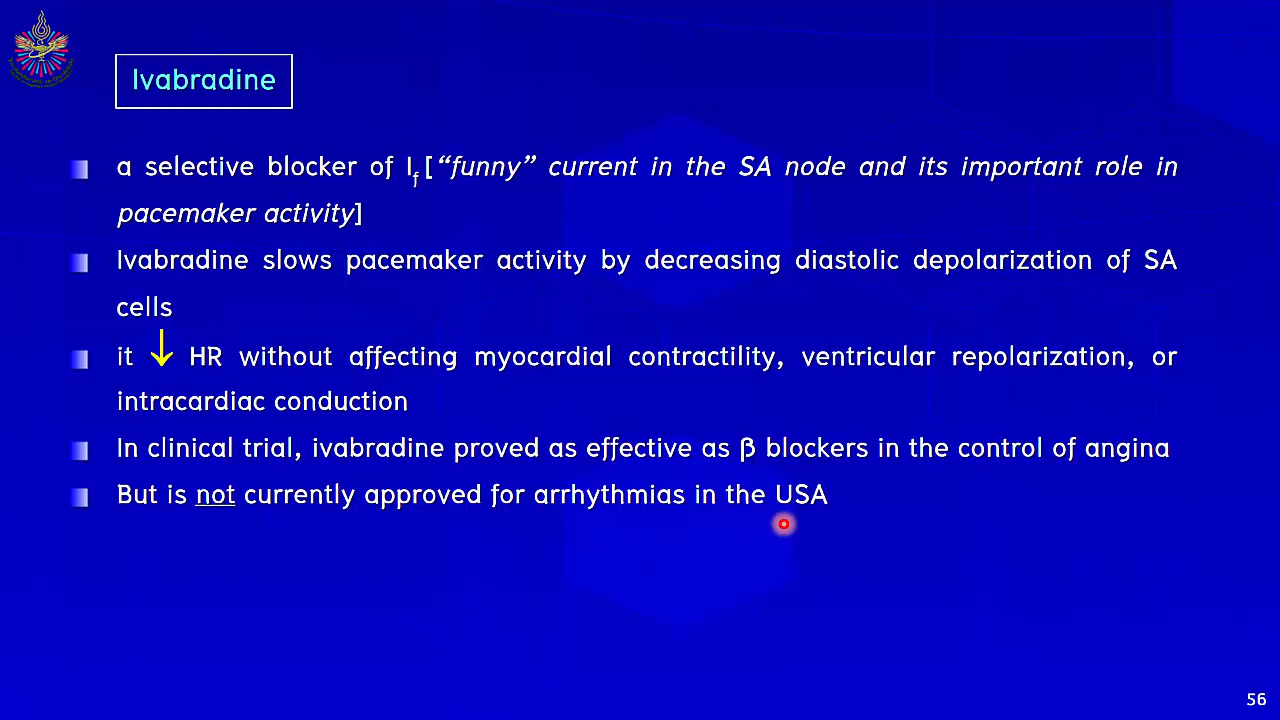 Ivabradine
a selective blocker of If [“funny” current in the SA node and its important role in
pacemaker activity]
Ivabradine slows pacemaker activity by decreasing diastolic depolarization of SA
cells
it ↓ HR without affecting myocardial contractility, ventricular repolarization, or
intracardiac conduction
In clinical trial, ivabradine proved as effective as β blockers in the control of angina
But is not currently approved for arrhythmias in the USA
56